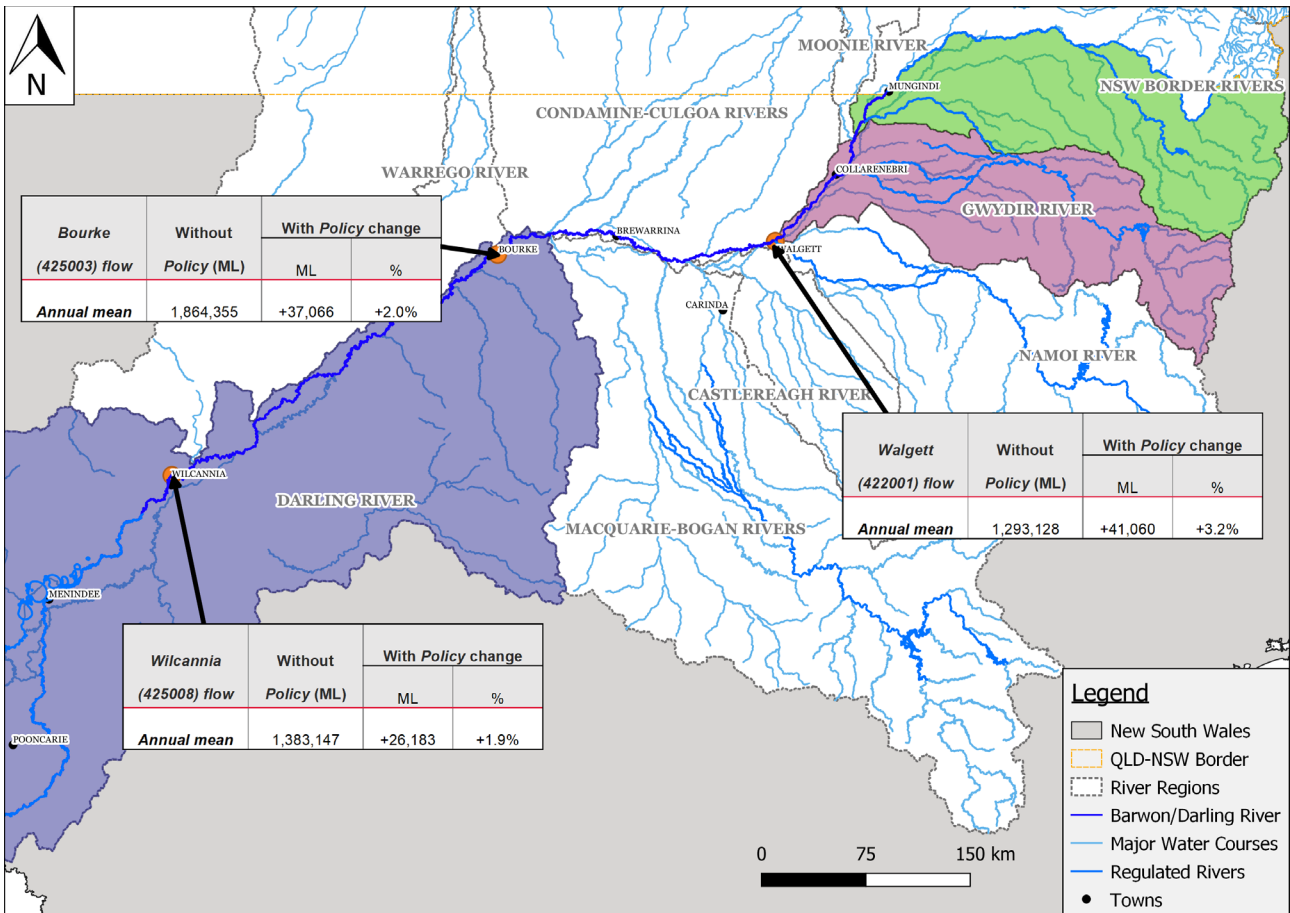 N
MOONIE RIVER
MUNGINDI
NSW BORDER RIVERS
CONDAMINE-CULGOA RIVERS
WARREGO RIVER
COLLARENEBRI
GWYDIR RIVER
Bourke
(425003) flow
Without
Policy (ML)
With Policy change
ML %
Annual mean 1,864,355 +37,066 +2.0%
BOURKE
BREWARRINA
WALGETT
CARINDA
NAMOI RIVER
CASTLEREAGH RIVER
Walgett
(422001) flow
Without
Policy (ML)
With Policy change
ML %
Annual mean 1,293,128 +41,060 +3.2%
WILCANNIA
DARLING RIVER
MACQUARIE-BOGAN RIVERS
MENINDEE
Wilcannia
(425008) flow
Without
Policy (ML)
With Policy change
ML %
Annual mean 1,383,147 +26,183 +1.9%
POONCARIE
0 75 150 km
Legend
New South Wales
QLD-NSW Border
River Regions
Barwon/Darling River
Major Water Courses
Regulated Rivers
Towns